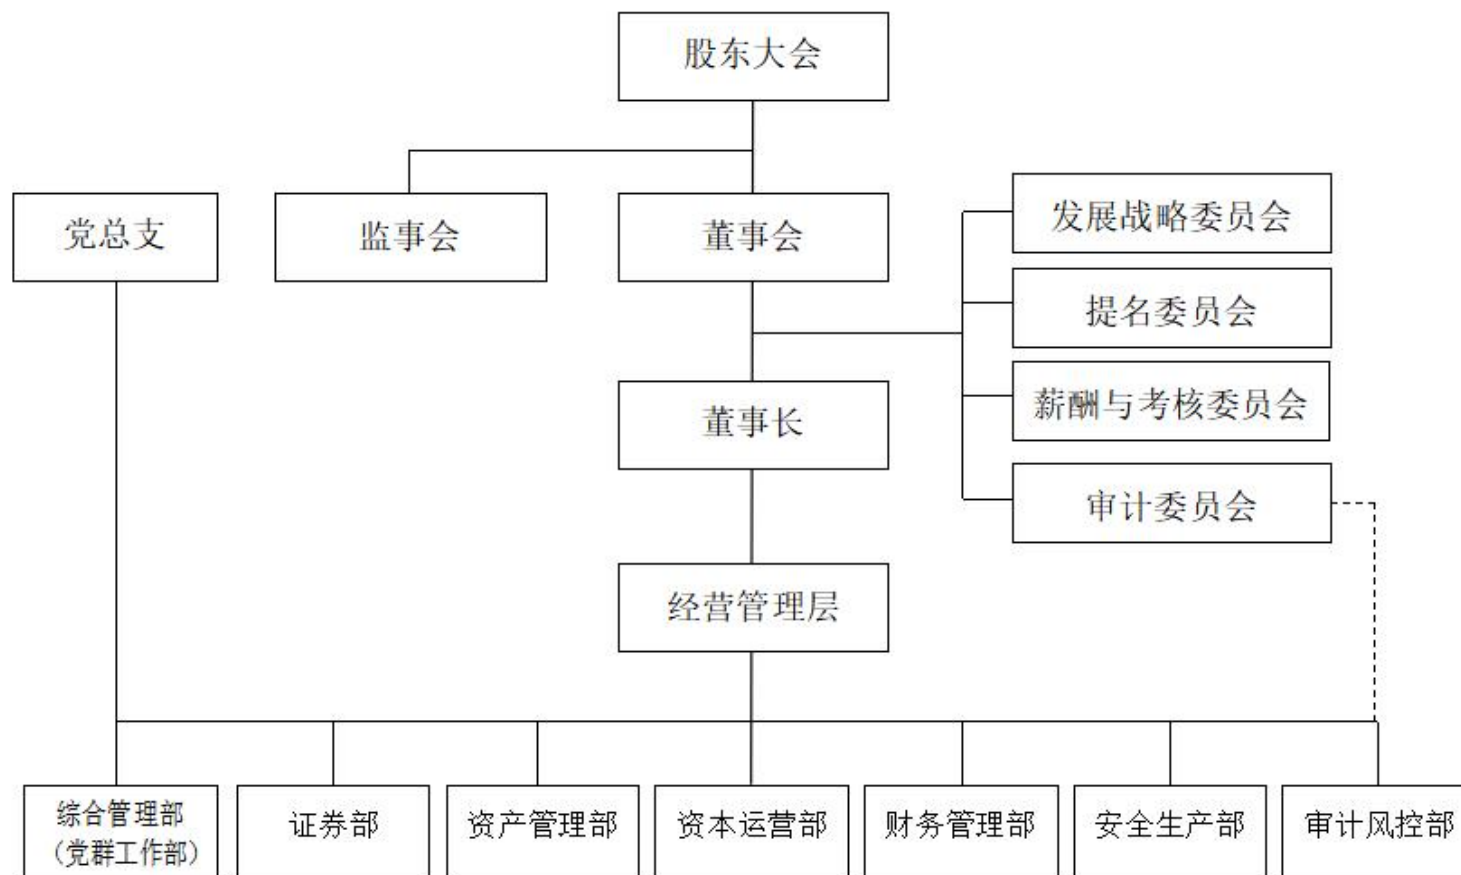 股东大会
党总支
监事会
董事会
发展战略委员会
提名委员会
董事长
薪酬与考核委员会
审计委员会
经营管理层
综合管理部
（党群工作部）
证券部
资产管理部
资本运营部
财务管理部
安全生产部
审计风控部